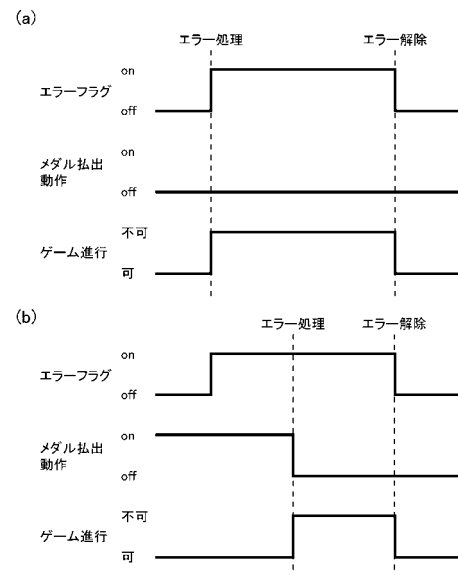 (a)
エラー処理 エラー解除
エラーフラグ
on
off
メダル払出
動作
on
off
ゲーム進行
不可
可
(b)
エラー処理 エラー解除
エラーフラグ
on
off
メダル払出
動作
on
off
ゲーム進行
不可
可